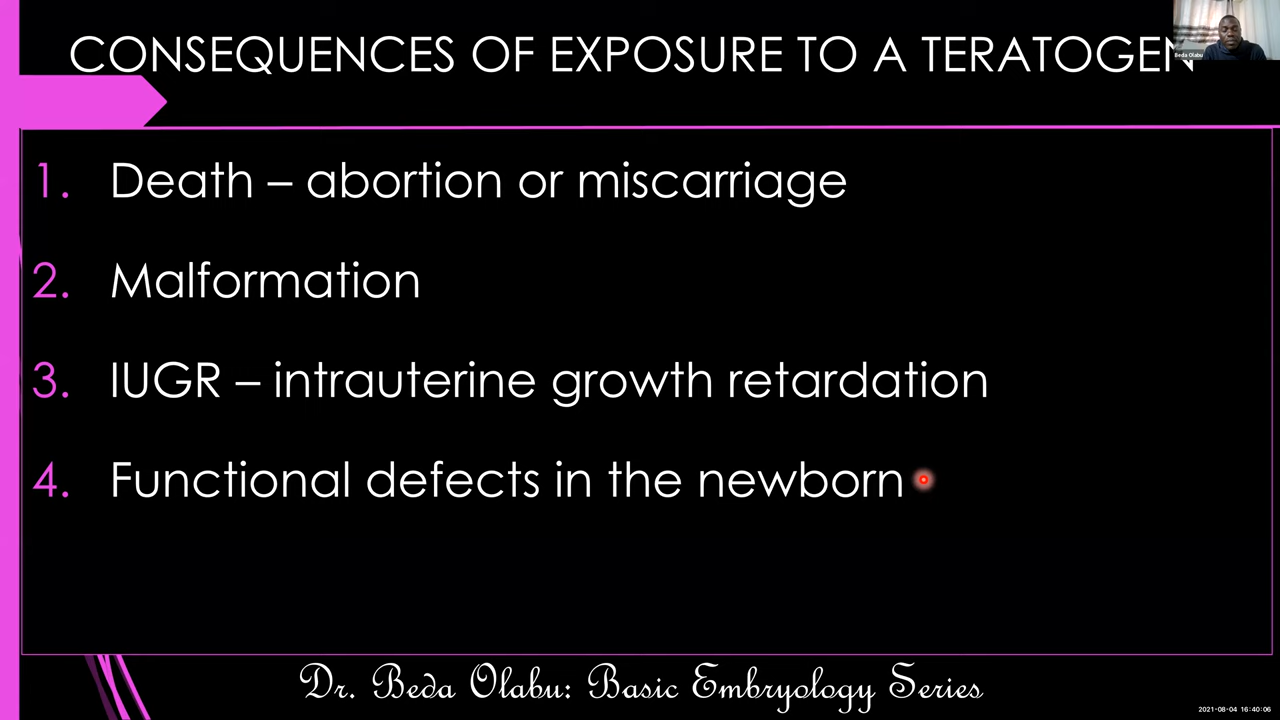 CONSEQUENCES OF EXPOSURE TO A TERATOGEN
Beda Olabu
1. Death – abortion or miscarriage
2. Malformation
3. IUGR – intrauterine growth retardation
4. Functional defects in the newborn
Dr. Beda Olabu: Basic Embryology Series
2021-08-04 16:40:06